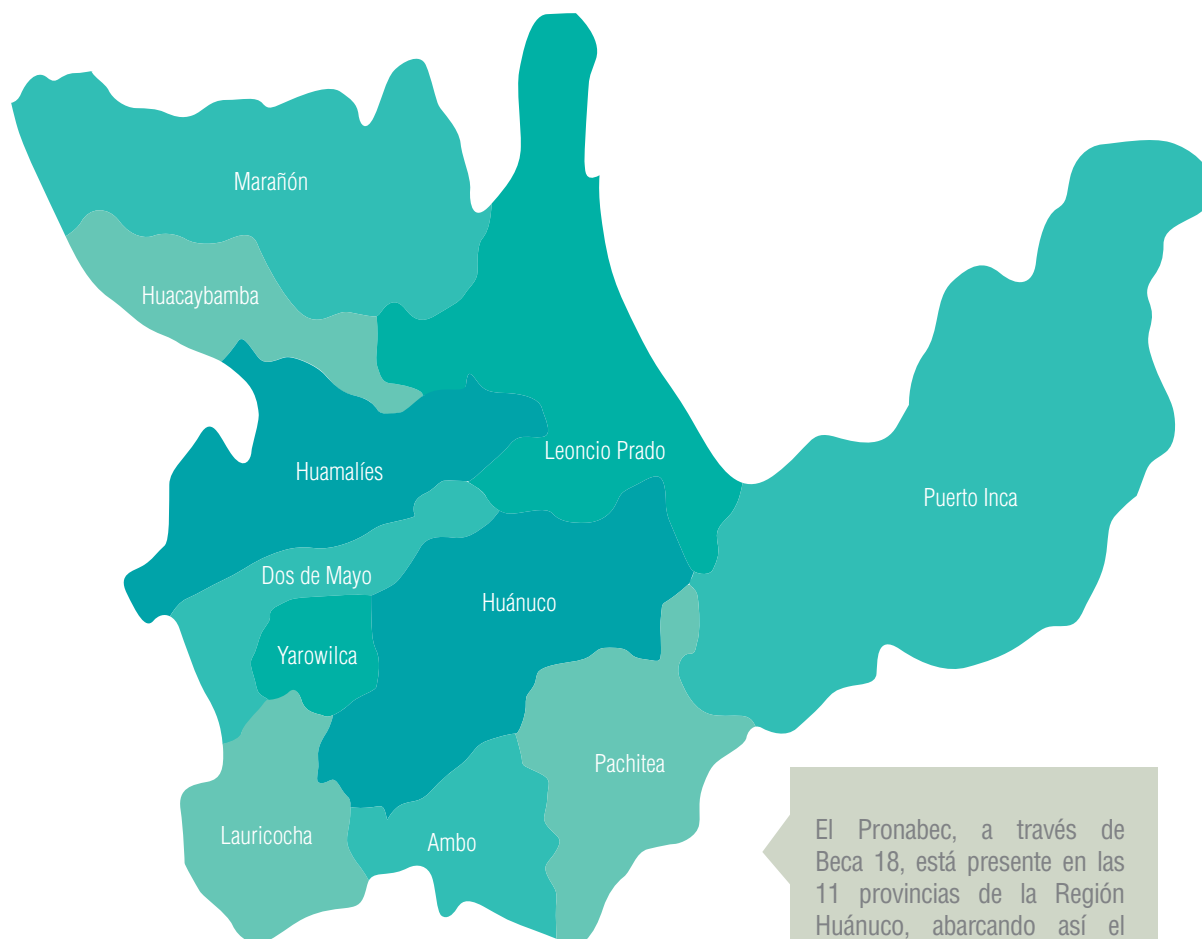 Marañón
Huacaybamba
Leoncio Prado
Huamalíes
Puerto Inca
Dos de Mayo
Huánuco
Yarowilca
Pachitea
Lauricocha
Ambo
El Pronabec, a través de
Beca 18, está presente en las
11 provincias de la Región
Huánuco, abarcando así el